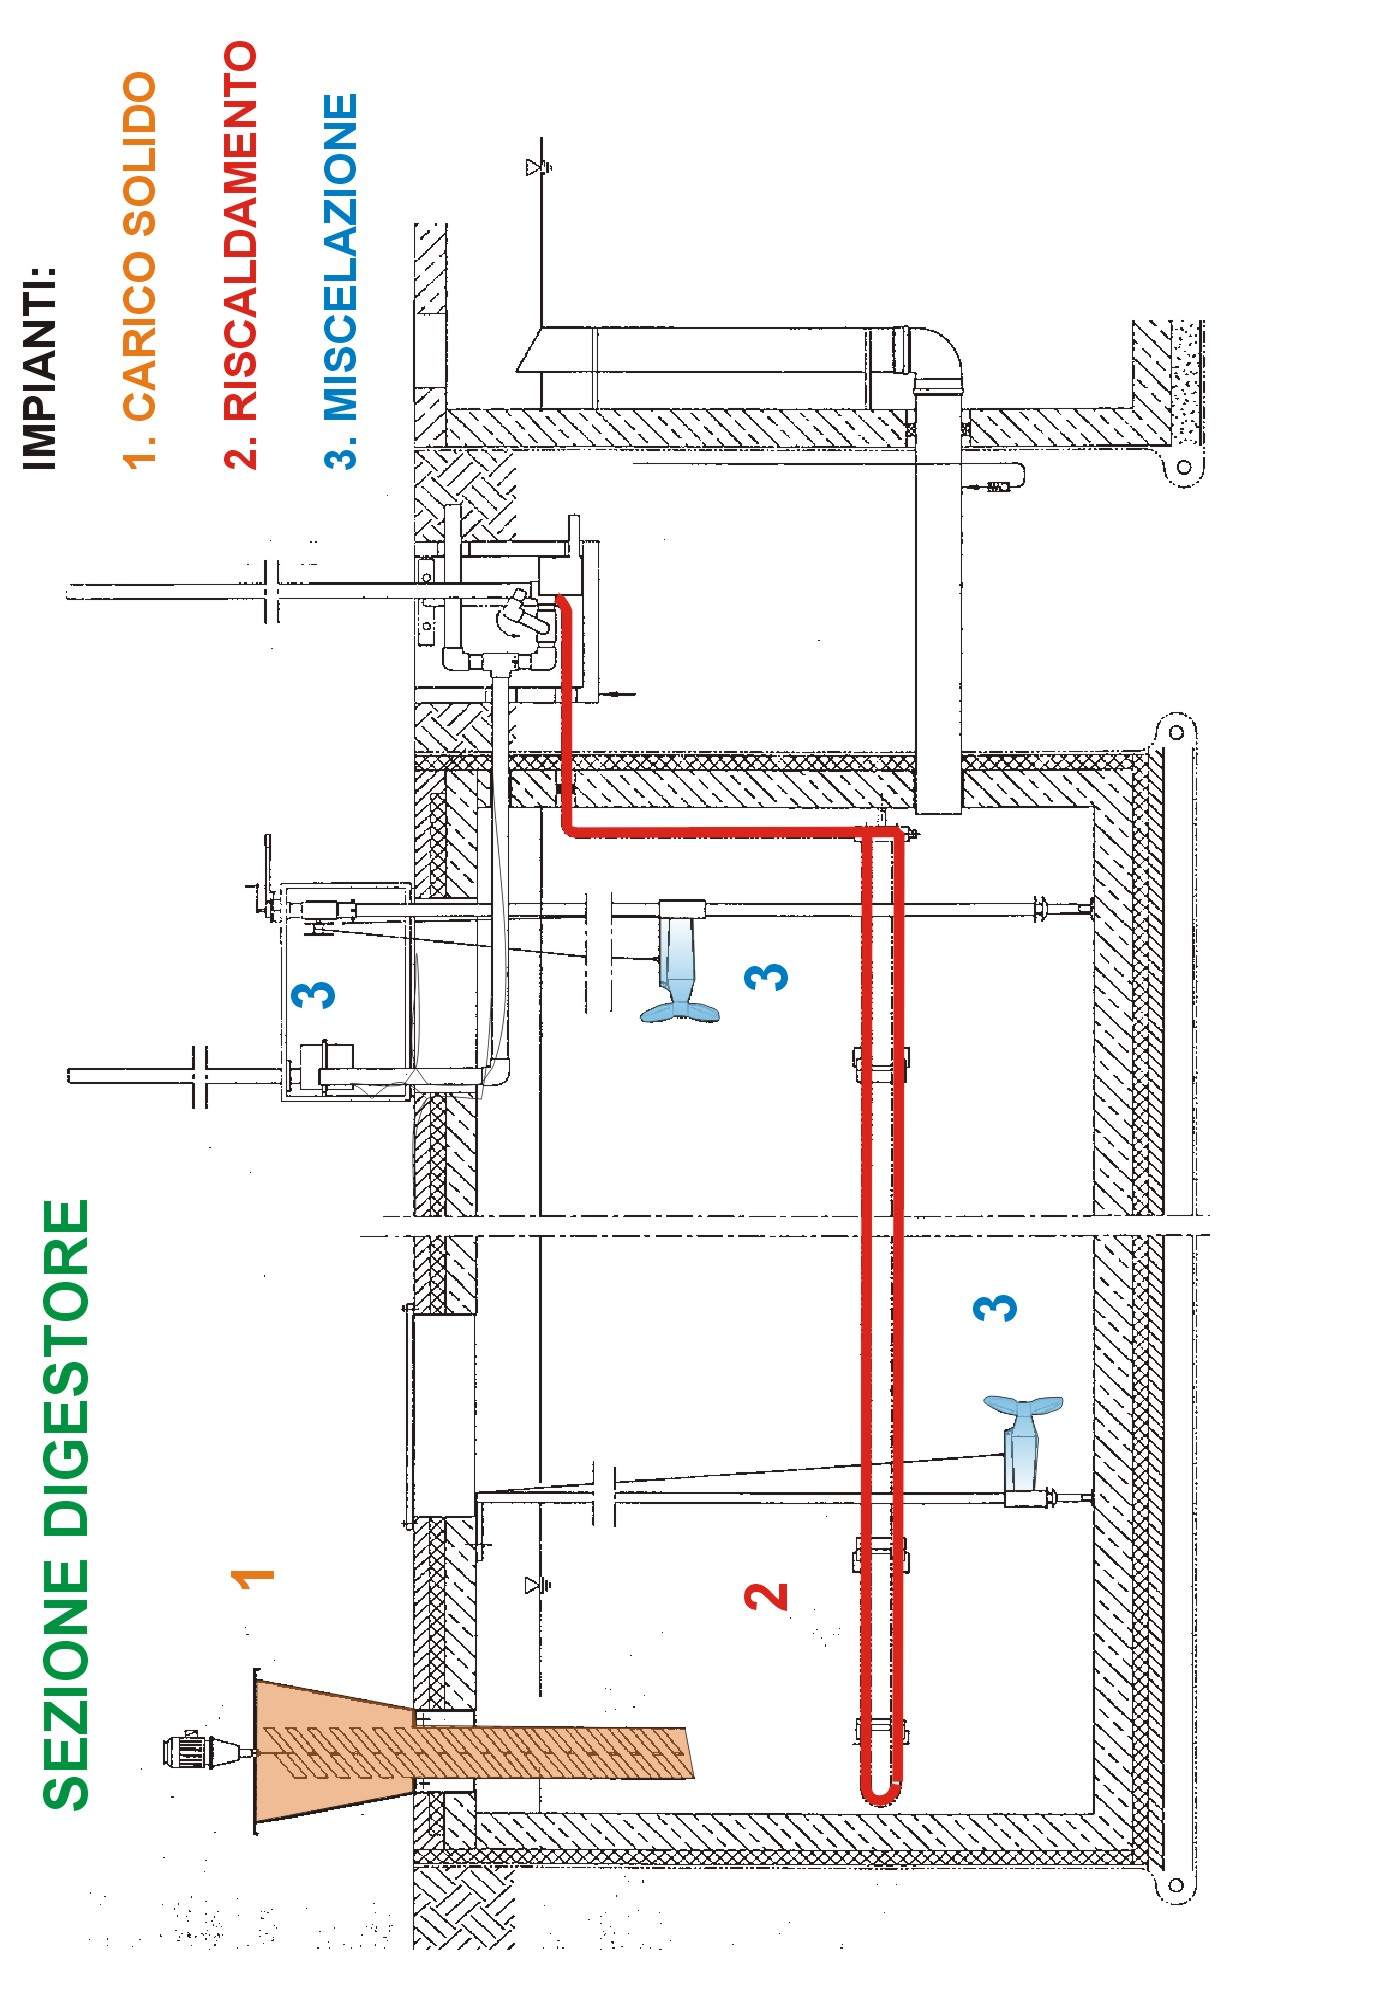 SEZIONE DIGESTORE
IMPIANTI:
1. CARICO SOLIDO
2. RISCALDAMENTO
3. MISCELAZIONE
1
3
2
3
3